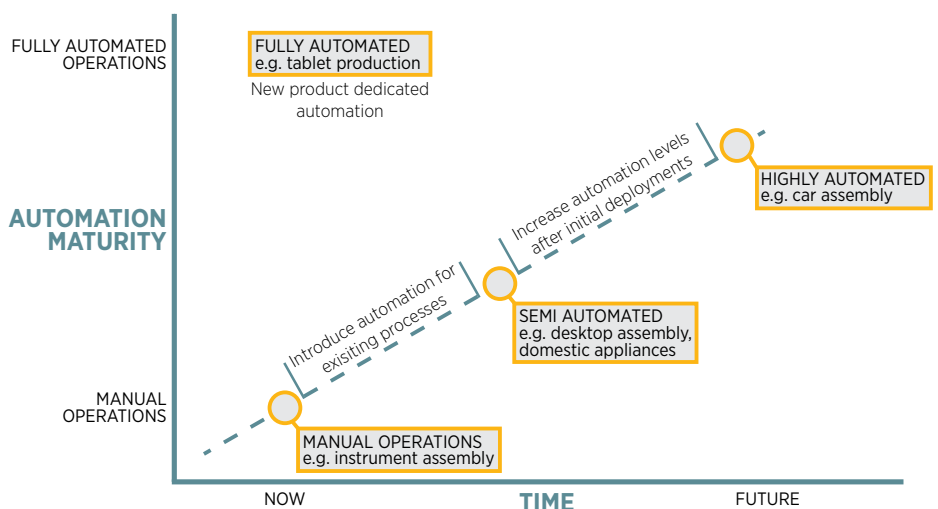 FULLY AUTOMATED
OPERATIONS
FULLY AUTOMATED
e.g. tablet production
New product dedicated
automation
Increase automation levels
after initial deployments
HIGHLY AUTOMATED
e.g. car assembly
AUTOMATION
MATURITY
Introduce automation for
exisiting processes
SEMI AUTOMATED
e.g. desktop assembly,
domestic appliances
MANUAL
OPERATIONS
MANUAL OPERATIONS
e.g. instrument assembly
NOW
TIME
FUTURE